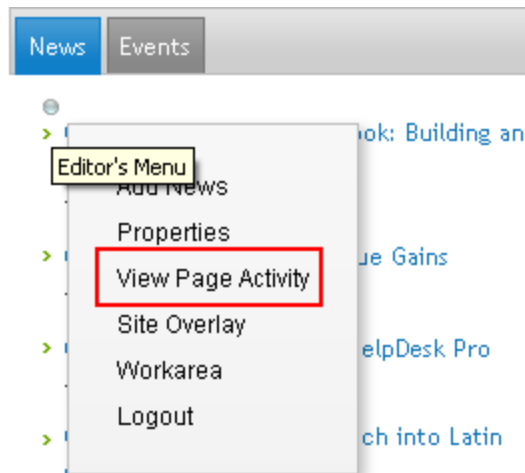 News Events
ook: Building an
Editor's Menu
Add News
Properties
ue Gains
View Page Activity
Site Overlay
elpDesk Pro
Workarea
Logout
ch into Latin